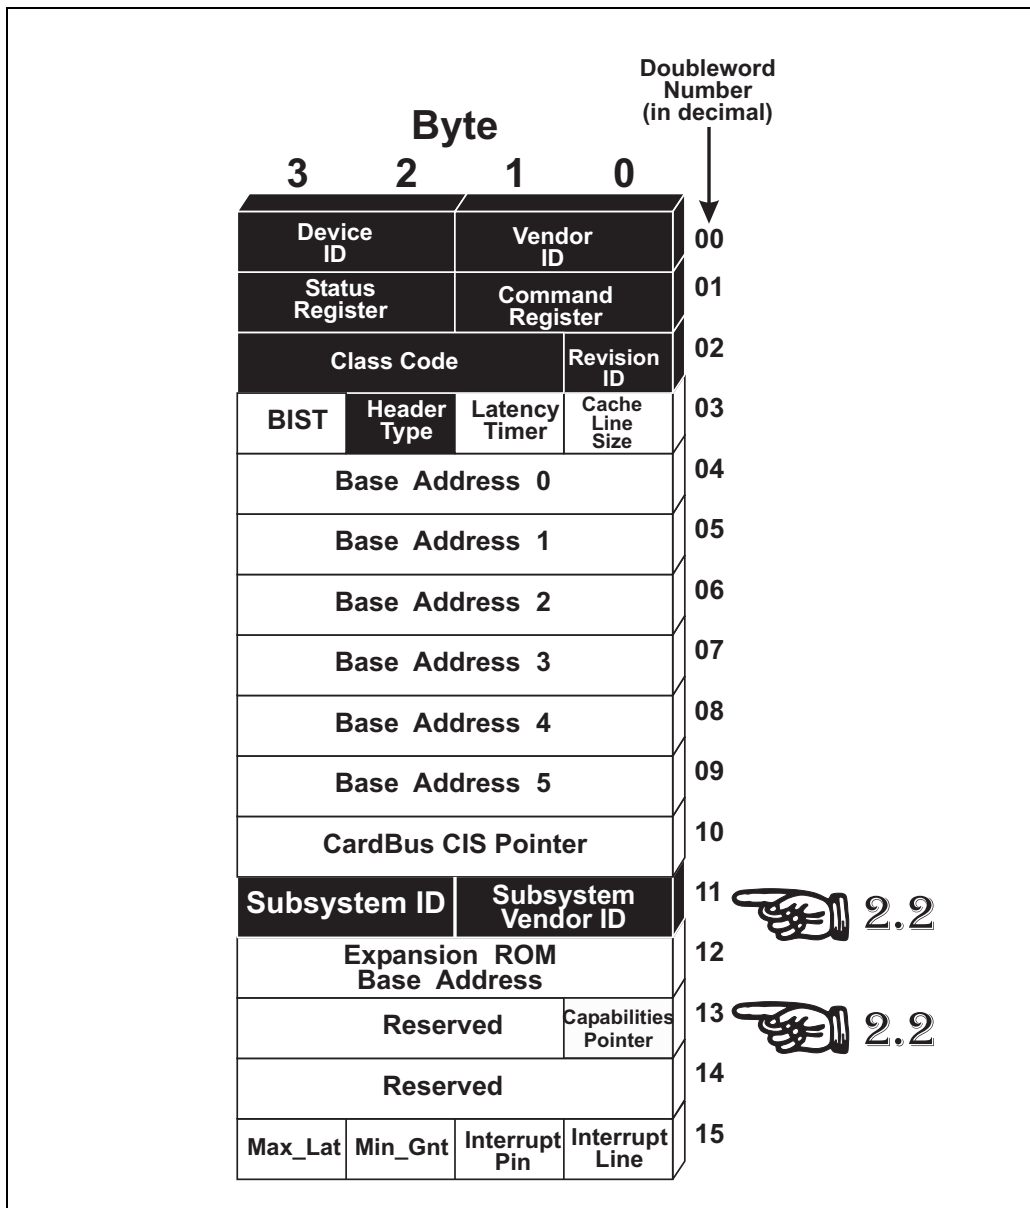 Doubleword
Number
(in decimal)
Byte
3 2 1 0
Device
ID
Vendor
ID
00
Status
Register
Command
Register
01
Class Code
Revision
ID
02
BIST
Header
Type
Latency
Timer
Cache
Line
Size
03
Base Address 0
04
Base Address 1
05
Base Address 2
06
Base Address 3
07
Base Address 4
08
Base Address 5
09
CardBus CIS Pointer
10
Subsystem ID
Subsystem
Vendor ID
11
2.2
Expansion ROM
Base Address
12
Reserved
Capabilities
Pointer
13
2.2
Reserved
14
Max_Lat
Min_Gnt
Interrupt
Pin
Interrupt
Line
15